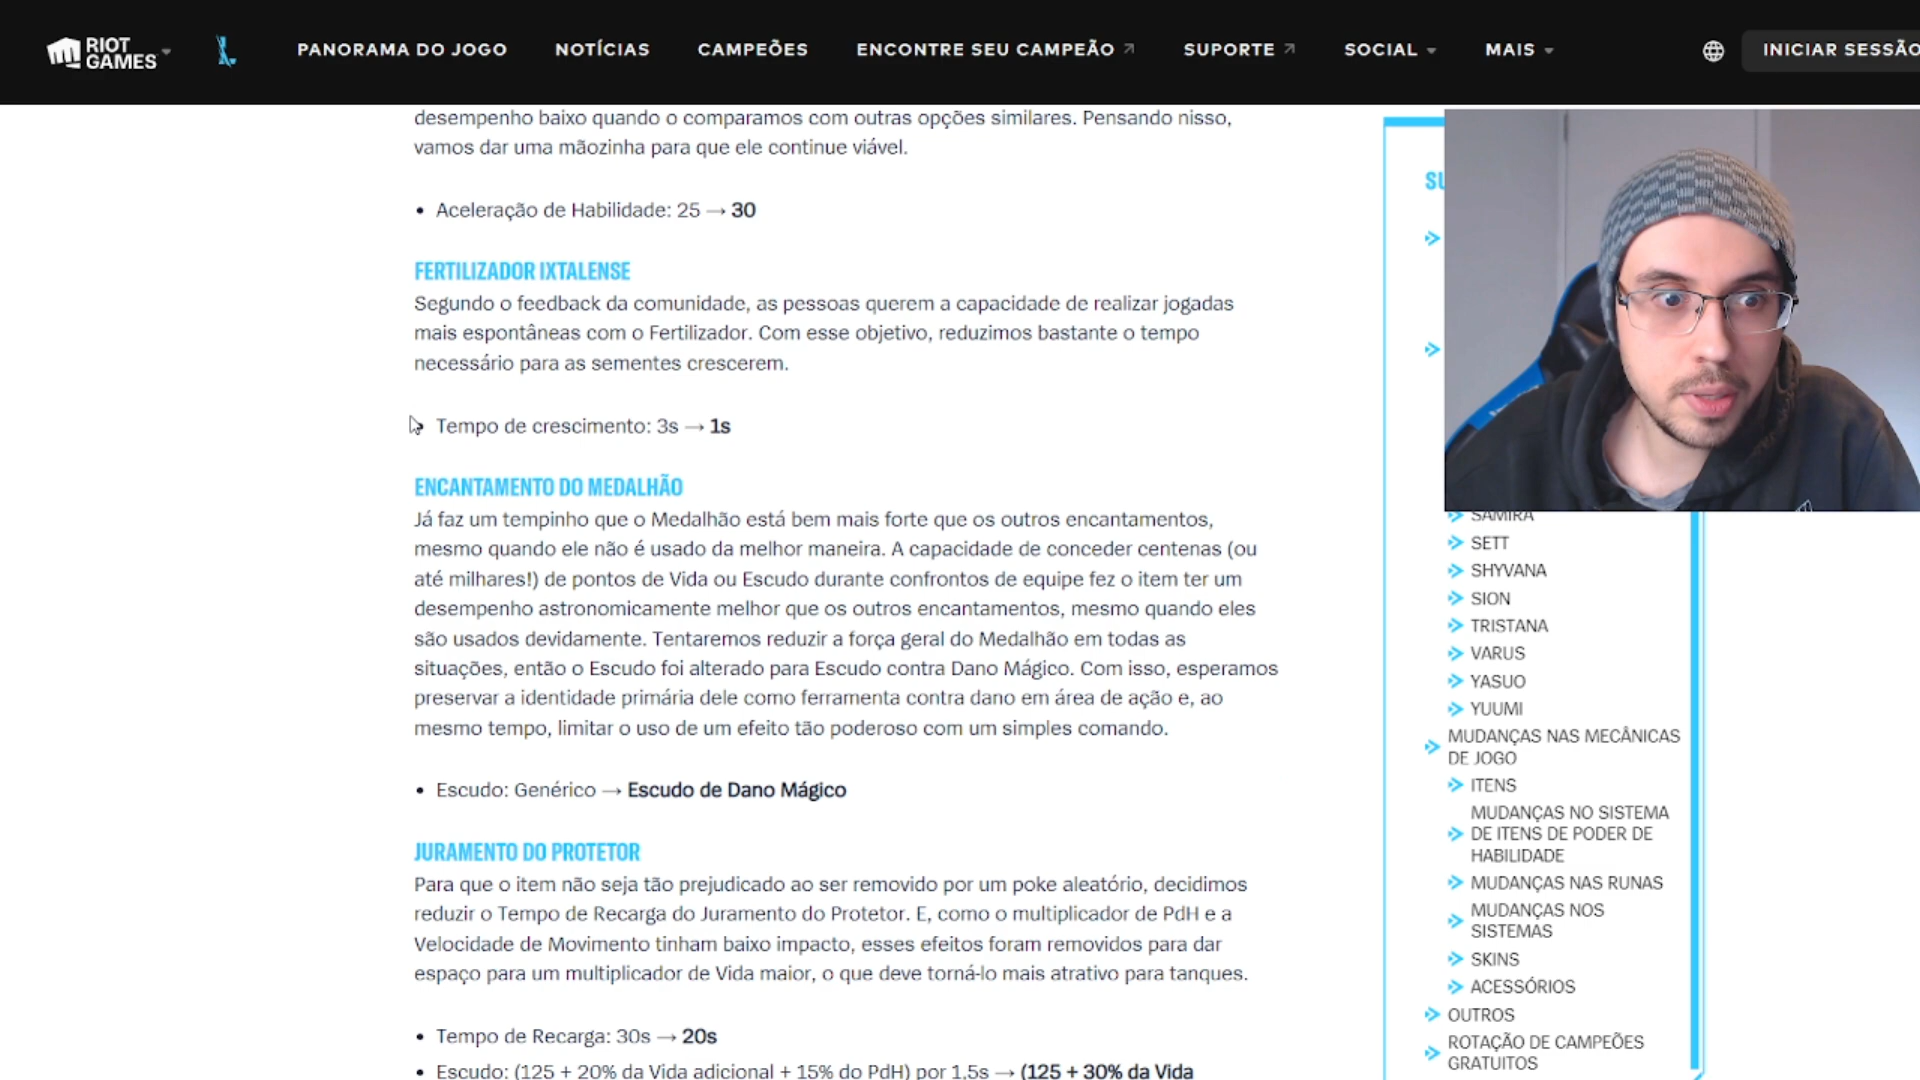 RIOT
GAMES
PANORAMA DO JOGO
NOTÍCIAS
CAMPEÕES
ENCONTRE SEU CAMPEÃO
SUPORTE
SOCIAL
MAIS
INICIAR SESSÃO
desempenho baixo quando o comparamos com outras opções similares. Pensando nisso,
vamos dar uma mãozinha para que ele continue viável.
• Aceleração de Habilidade: 25 → 30
FERTILIZADOR IXTALENSE
Segundo o feedback da comunidade, as pessoas querem a capacidade de realizar jogadas
mais espontâneas com o Fertilizador. Com esse objetivo, reduzimos bastante o tempo
necessário para as sementes crescerem.
Tempo de crescimento: 3s → 1s
ENCANTAMENTO DO MEDALHÃO
Já faz um tempinho que o Medalhão está bem mais forte que os outros encantamentos,
mesmo quando ele não é usado da melhor maneira. A capacidade de conceder centenas (ou
até milhares!) de pontos de Vida ou Escudo durante confrontos de equipe fez o item ter um
desempenho astronomicamente melhor que os outros encantamentos, mesmo quando eles
são usados devidamente. Tentaremos reduzir a força geral do Medalhão em todas as
situações, então o Escudo foi alterado para Escudo contra Dano Mágico. Com isso, esperamos
preservar a identidade primária dele como ferramenta contra dano em área de ação e, ao
mesmo tempo, limitar o uso de um efeito tão poderoso com um simples comando.
• Escudo: Genérico → Escudo de Dano Mágico
JURAMENTO DO PROTETOR
Para que o item não seja tão prejudicado ao ser removido por um poke aleatório, decidimos
reduzir o Tempo de Recarga do Juramento do Protetor. E, como o multiplicador de PdH e a
Velocidade de Movimento tinham baixo impacto, esses efeitos foram removidos para dar
espaço para um multiplicador de Vida maior, o que deve torná-lo mais atrativo para tanques.
• Tempo de Recarga: 30s → 20s
• Escudo: (125 + 20% da Vida adicional + 15% do PdH) por 1,5s → (125 + 30% da Vida
SU
SAMIRA
SETT
SHYVANA
SION
TRISTANA
VARUS
YASUO
YUUMI
MUDANÇAS NAS MECÂNICAS
DE JOGO
ITENS
MUDANÇAS NO SISTEMA
DE ITENS DE PODER DE
HABILIDADE
MUDANÇAS NAS RUNAS
MUDANÇAS NOS
SISTEMAS
SKINS
ACESSÓRIOS
OUTROS
ROTAÇÃO DE CAMPEÕES
GRATUITOS